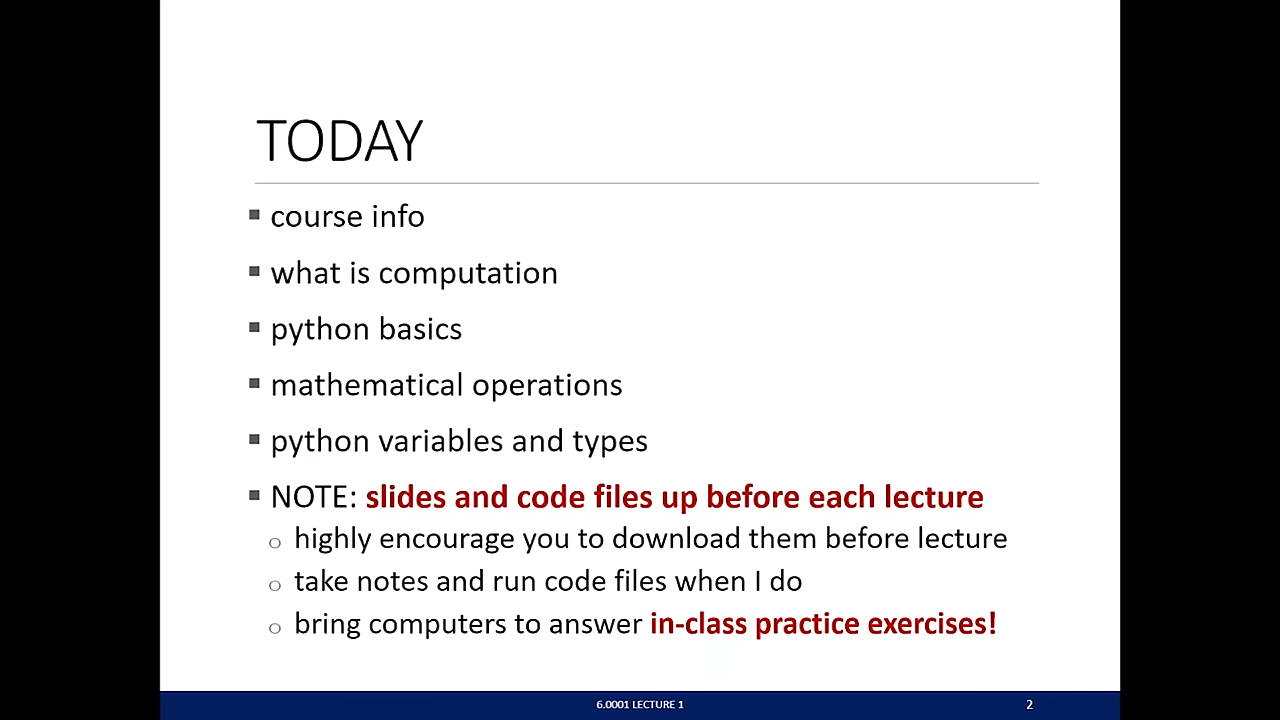 TODAY
course info
what is computation
python basics
mathematical operations
python variables and types
NOTE: slides and code files up before each lecture
highly encourage you to download them before lecture
take notes and run code files when I do
bring computers to answer in-class practice exercises!
6.0001 LECTURE 1
2